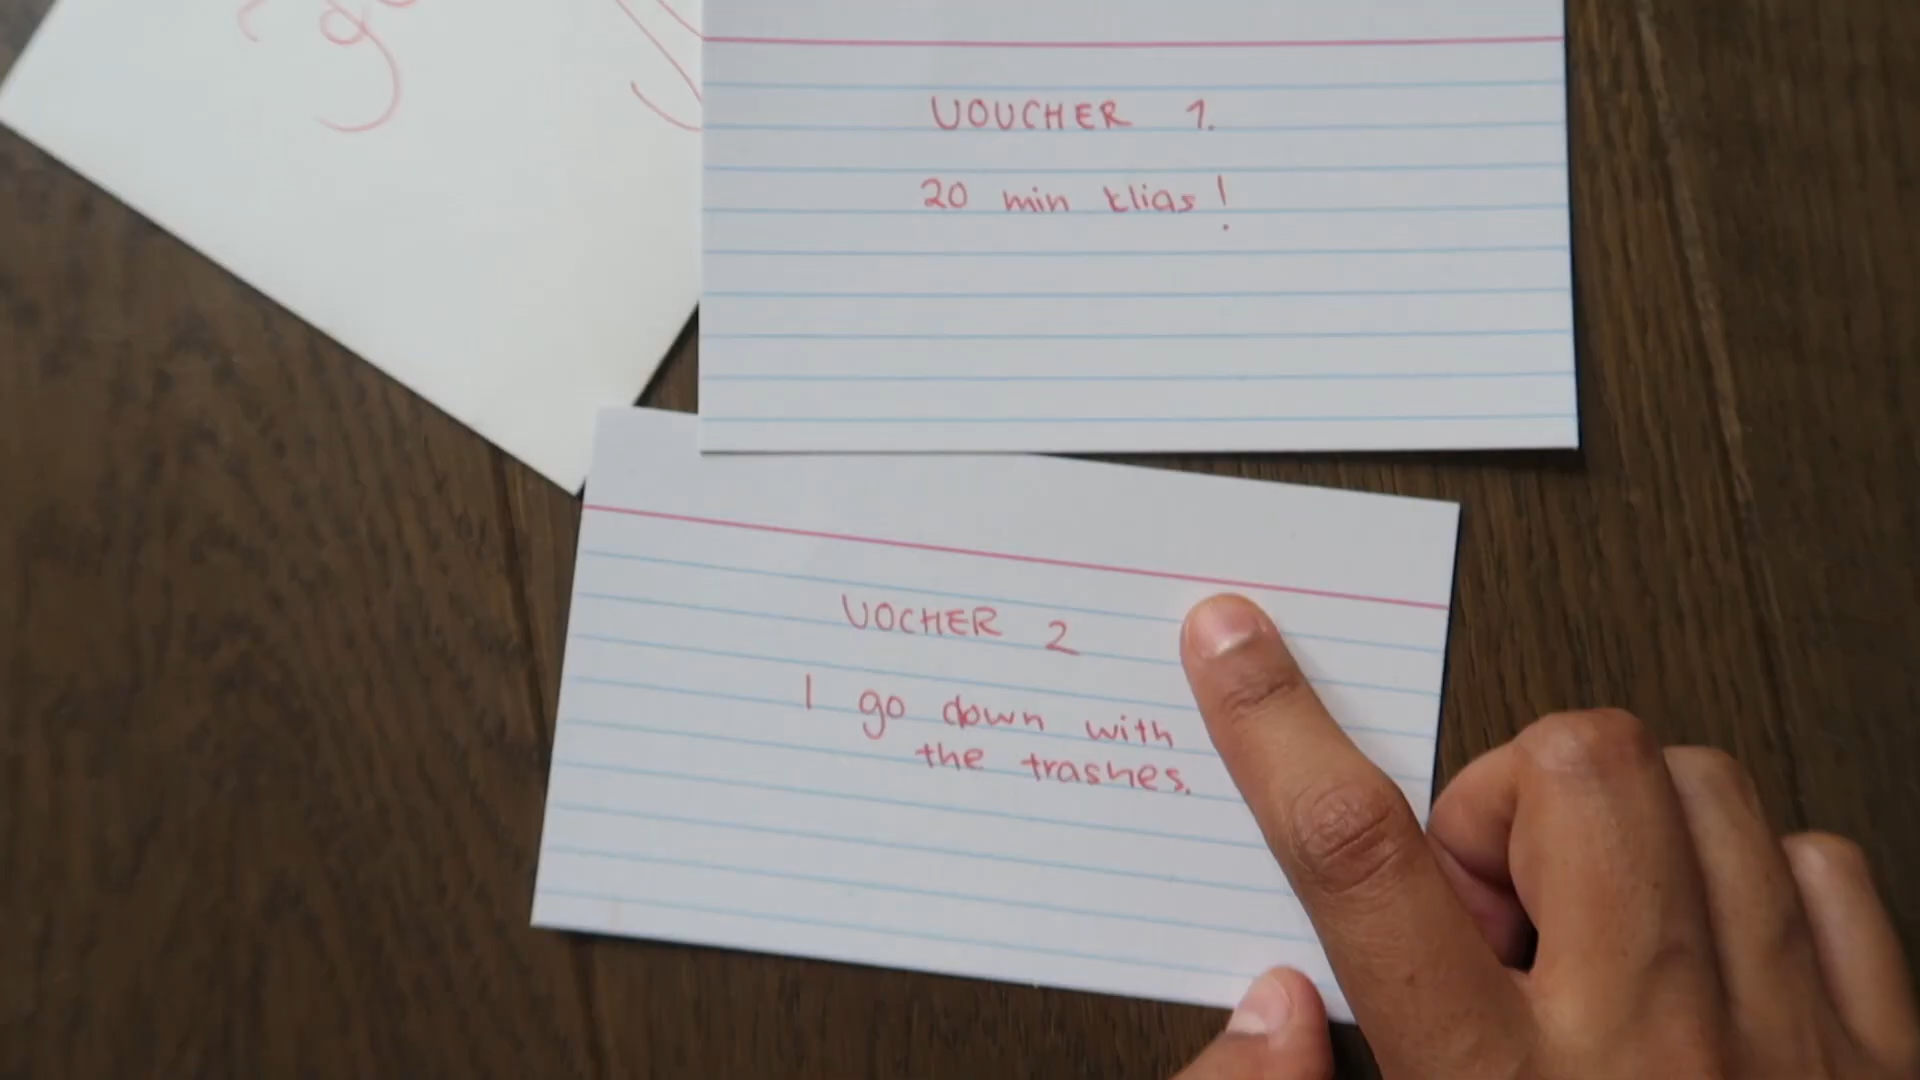 VOUCHER 1.
20 min klias!
VOCHER 2
I go down with
the trashes.